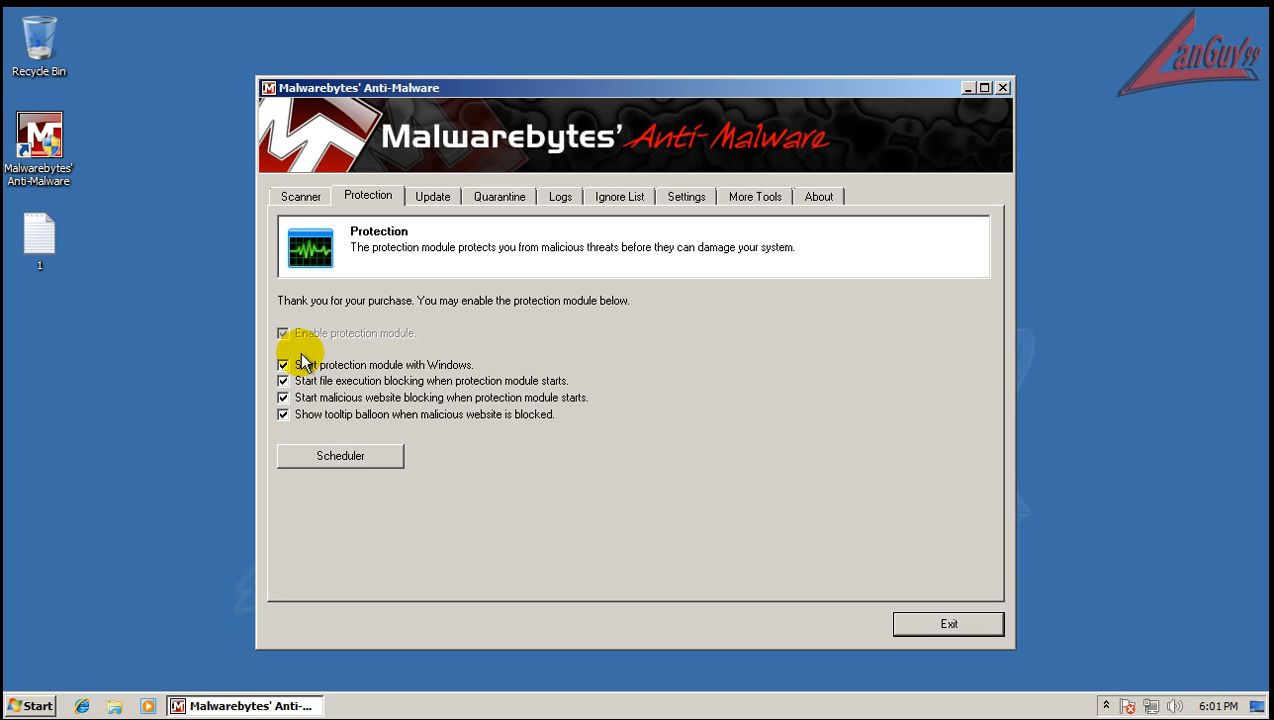 Recycle Bin
Malwarebytes'
Anti-Malware
1
LanGuy99
Malwarebytes' Anti-Malware
Malwarebytes' Anti-Malware
Scanner Protection Update Quarantine Logs Ignore List Settings More Tools About
Protection
The protection module protects you from malicious threats before they can damage your system.
Thank you for your purchase. You may enable the protection module below.
Enable protection module.
Start protection module with Windows.
Start file execution blocking when protection module starts.
Start malicious website blocking when protection module starts.
Show tooltip balloon when malicious website is blocked.
Scheduler
Exit
Start
Malwarebytes' Anti-...
6:01 PM